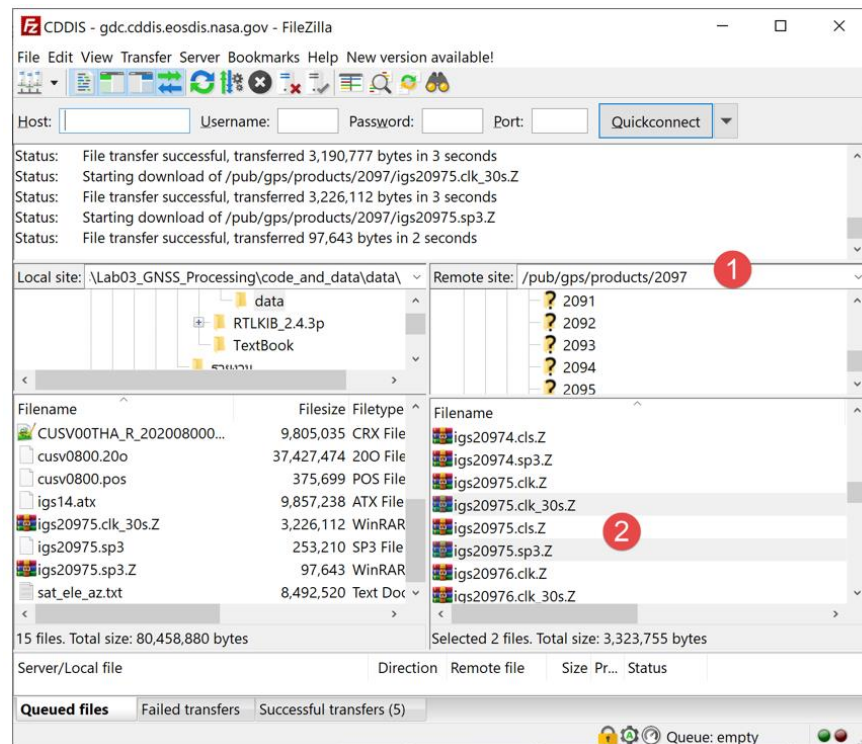 CDDIS - gdc.cddis.eosdis.nasa.gov - FileZilla
File Edit View Transfer Server Bookmarks Help New version available!
Host: Username: Password: Port: Quickconnect
Status: File transfer successful, transferred 3,190,777 bytes in 3 seconds
Status: Starting download of /pub/gps/products/2097/igs20975.clk_30s.Z
Status: File transfer successful, transferred 3,226,112 bytes in 3 seconds
Status: Starting download of /pub/gps/products/2097/igs20975.sp3.Z
Status: File transfer successful, transferred 97,643 bytes in 2 seconds
Local site: :\Lab03_GNSS_Processing\code_and_data\data\
data
RTLKIB_2.4.3p
TextBook
Filename Filesize Filetype
CUSV00THA_R_202008000... 9,805,035 CRX File
cusv0800.20o 37,427,474 20O File
cusv0800.pos 375,699 POS File
igs14.atx 9,857,238 ATX File
igs20975.clk_30s.Z 3,226,112 WinRAR
igs20975.sp3 253,210 SP3 File
igs20975.sp3.Z 97,643 WinRAR
sat_ele_az.txt 8,492,520 Text Doc
15 files. Total size: 80,458,880 bytes
Remote site: /pub/gps/products/2097
1
2091
2092
2093
2094
2095
Filename
igs20974.cls.Z
igs20974.sp3.Z
igs20975.clk.Z
igs20975.clk_30s.Z
igs20975.cls.Z
2
igs20975.sp3.Z
igs20976.clk.Z
igs20976.clk_30s.Z
Selected 2 files. Total size: 3,323,755 bytes
Server/Local file Direction Remote file Size Pr... Status
Queued files Failed transfers Successful transfers (5)
Queue: empty